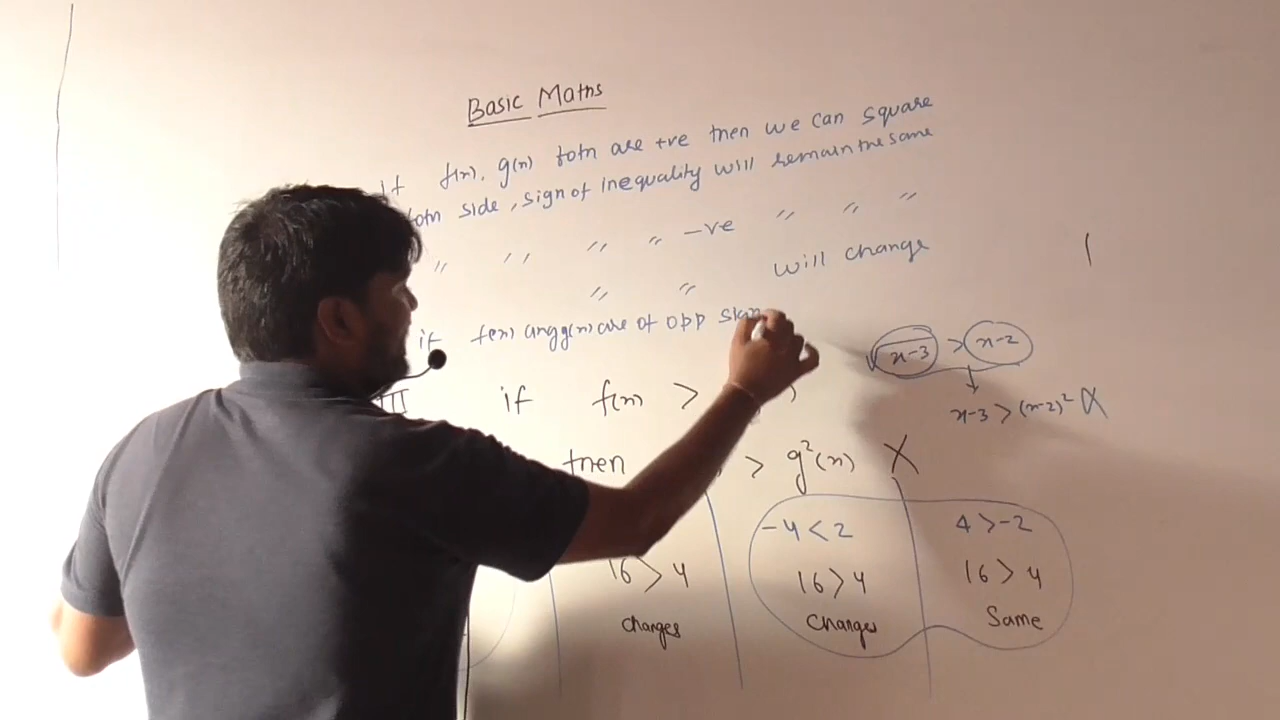 Basic Maths
If f(x), g(x) both are +ve then we can square
both side, sign of inequality will remain the same
" " " " -ve " " "
" " will change
if f(x) and g(x) are of opp sign
x-3 > x-2
x-3 > (x-2)² X
III if f(x) >
then > g²(x) X
-4 < 2 4 > -2
16 > 4 16 > 4 16 > 4
changes changes Same